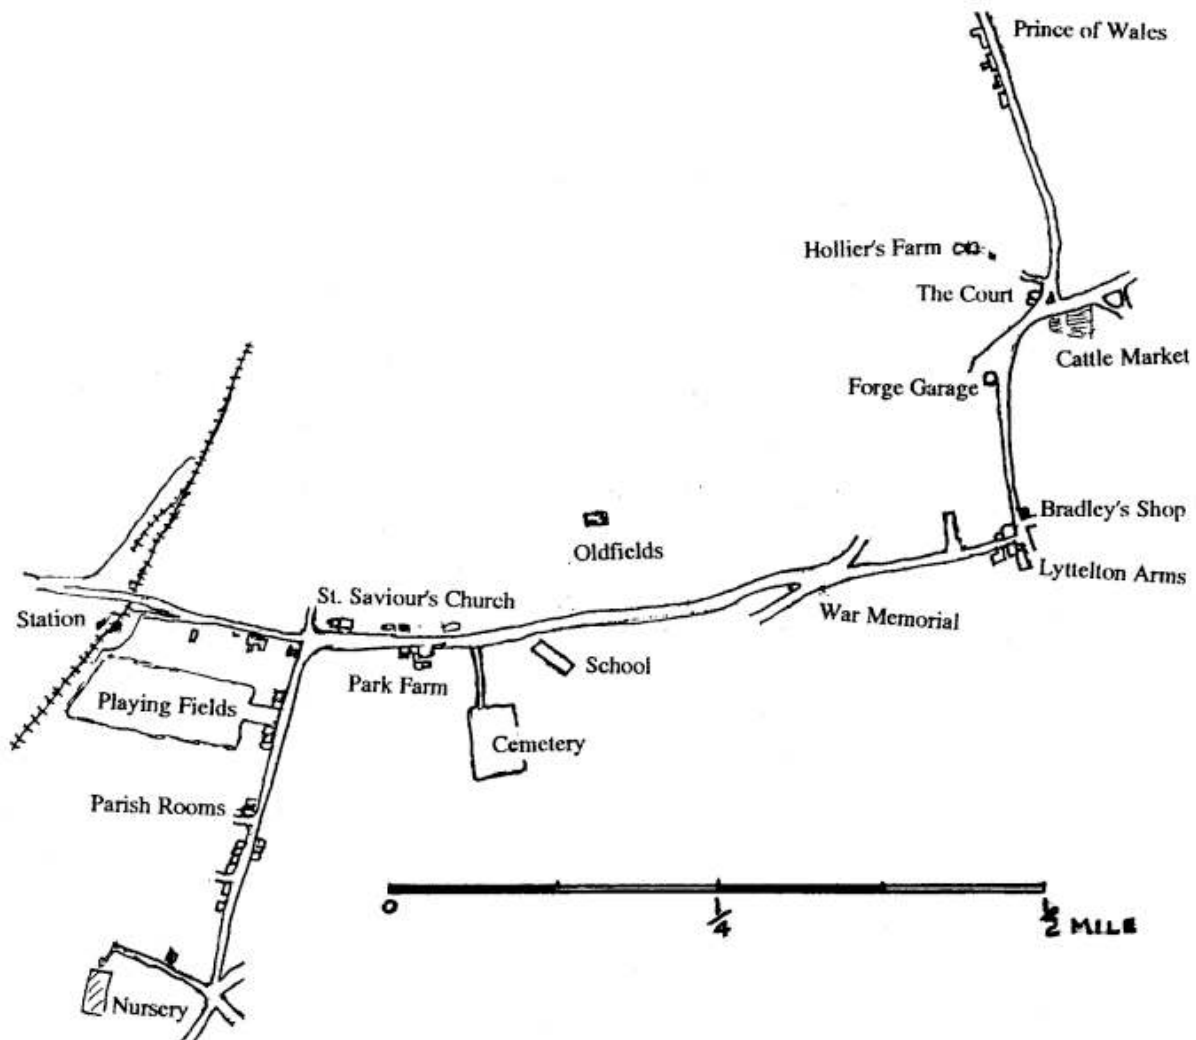 Prince of Wales
Hollier's Farm
The Court
Cattle Market
Forge Garage
Bradley's Shop
Oldfields
Lyttelton Arms
St. Saviour's Church
Station
War Memorial
School
Park Farm
Playing Fields
Cemetery
Parish Rooms
0 1/4 1/2 MILE
Nursery